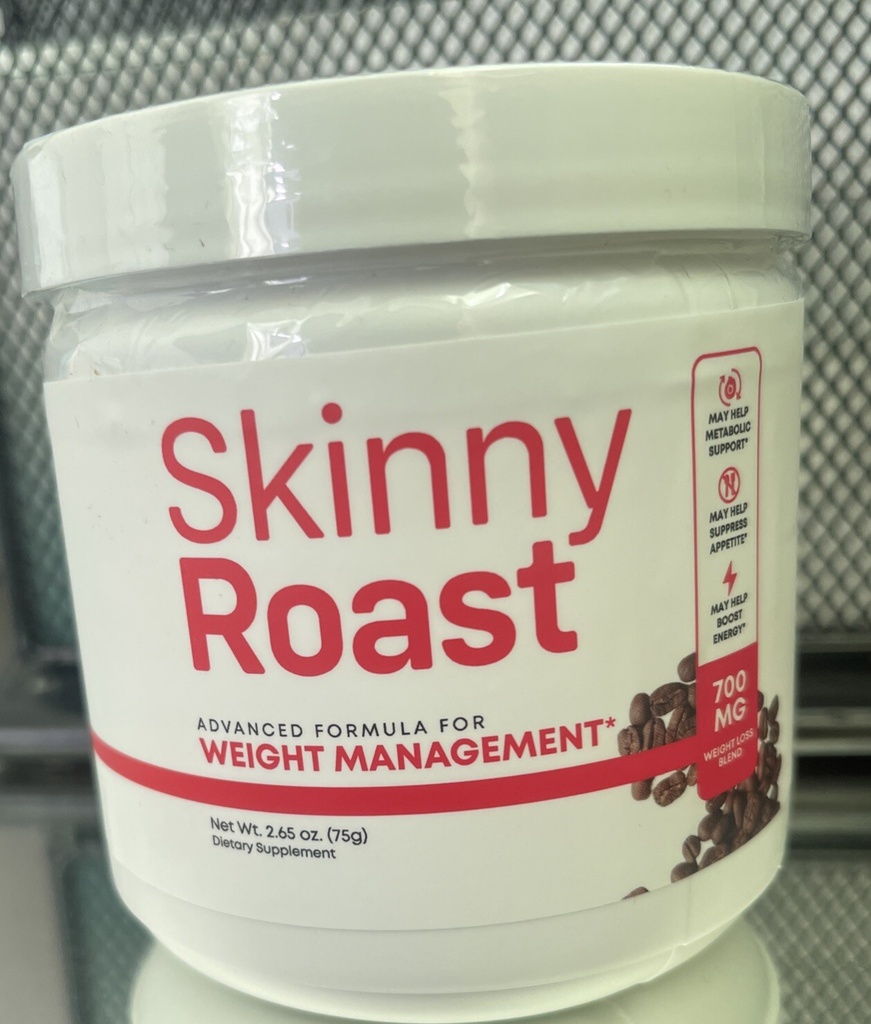 Skinny
Roast
ADVANCED FORMULA FOR
WEIGHT MANAGEMENT*
Net Wt. 2.65 oz. (75g)
Dietary Supplement
MAY HELP
METABOLIC
SUPPORT*
MAY HELP
SUPPRESS
APPETITE*
MAY HELP
BOOST
ENERGY*
700
MG
WEIGHT LOSS
BLEND